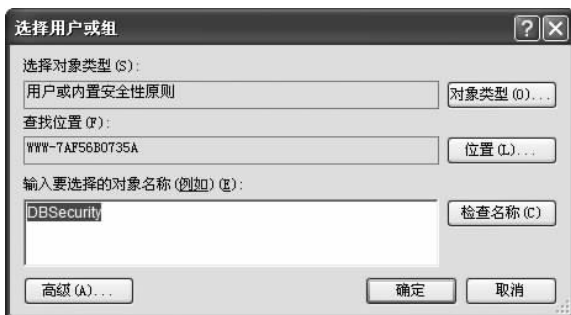 选择用户或组
选择对象类型(S):
用户或内置安全性原则
对象类型(O)...
查找位置(F):
WWW-7AF56B0735A
位置(L)...
输入要选择的对象名称(例如)(E):
DBSecurity
检查名称(C)
高级(A)...
确定
取消